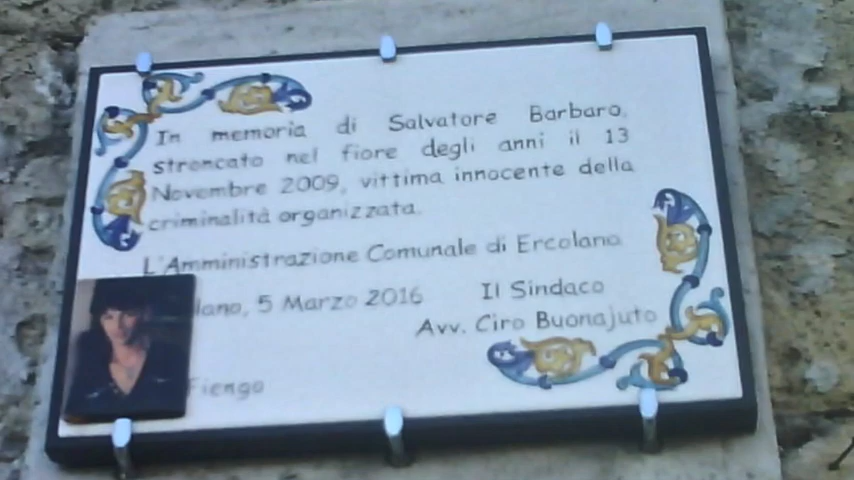 In memoria di Salvatore Barbaro,
stroncato nel fiore degli anni il 13
Novembre 2009, vittima innocente della
criminalità organizzata.
L'Amministrazione Comunale di Ercolano
lano, 5 Marzo 2016 Il Sindaco
Avv. Ciro Buonajuto
Fiengo